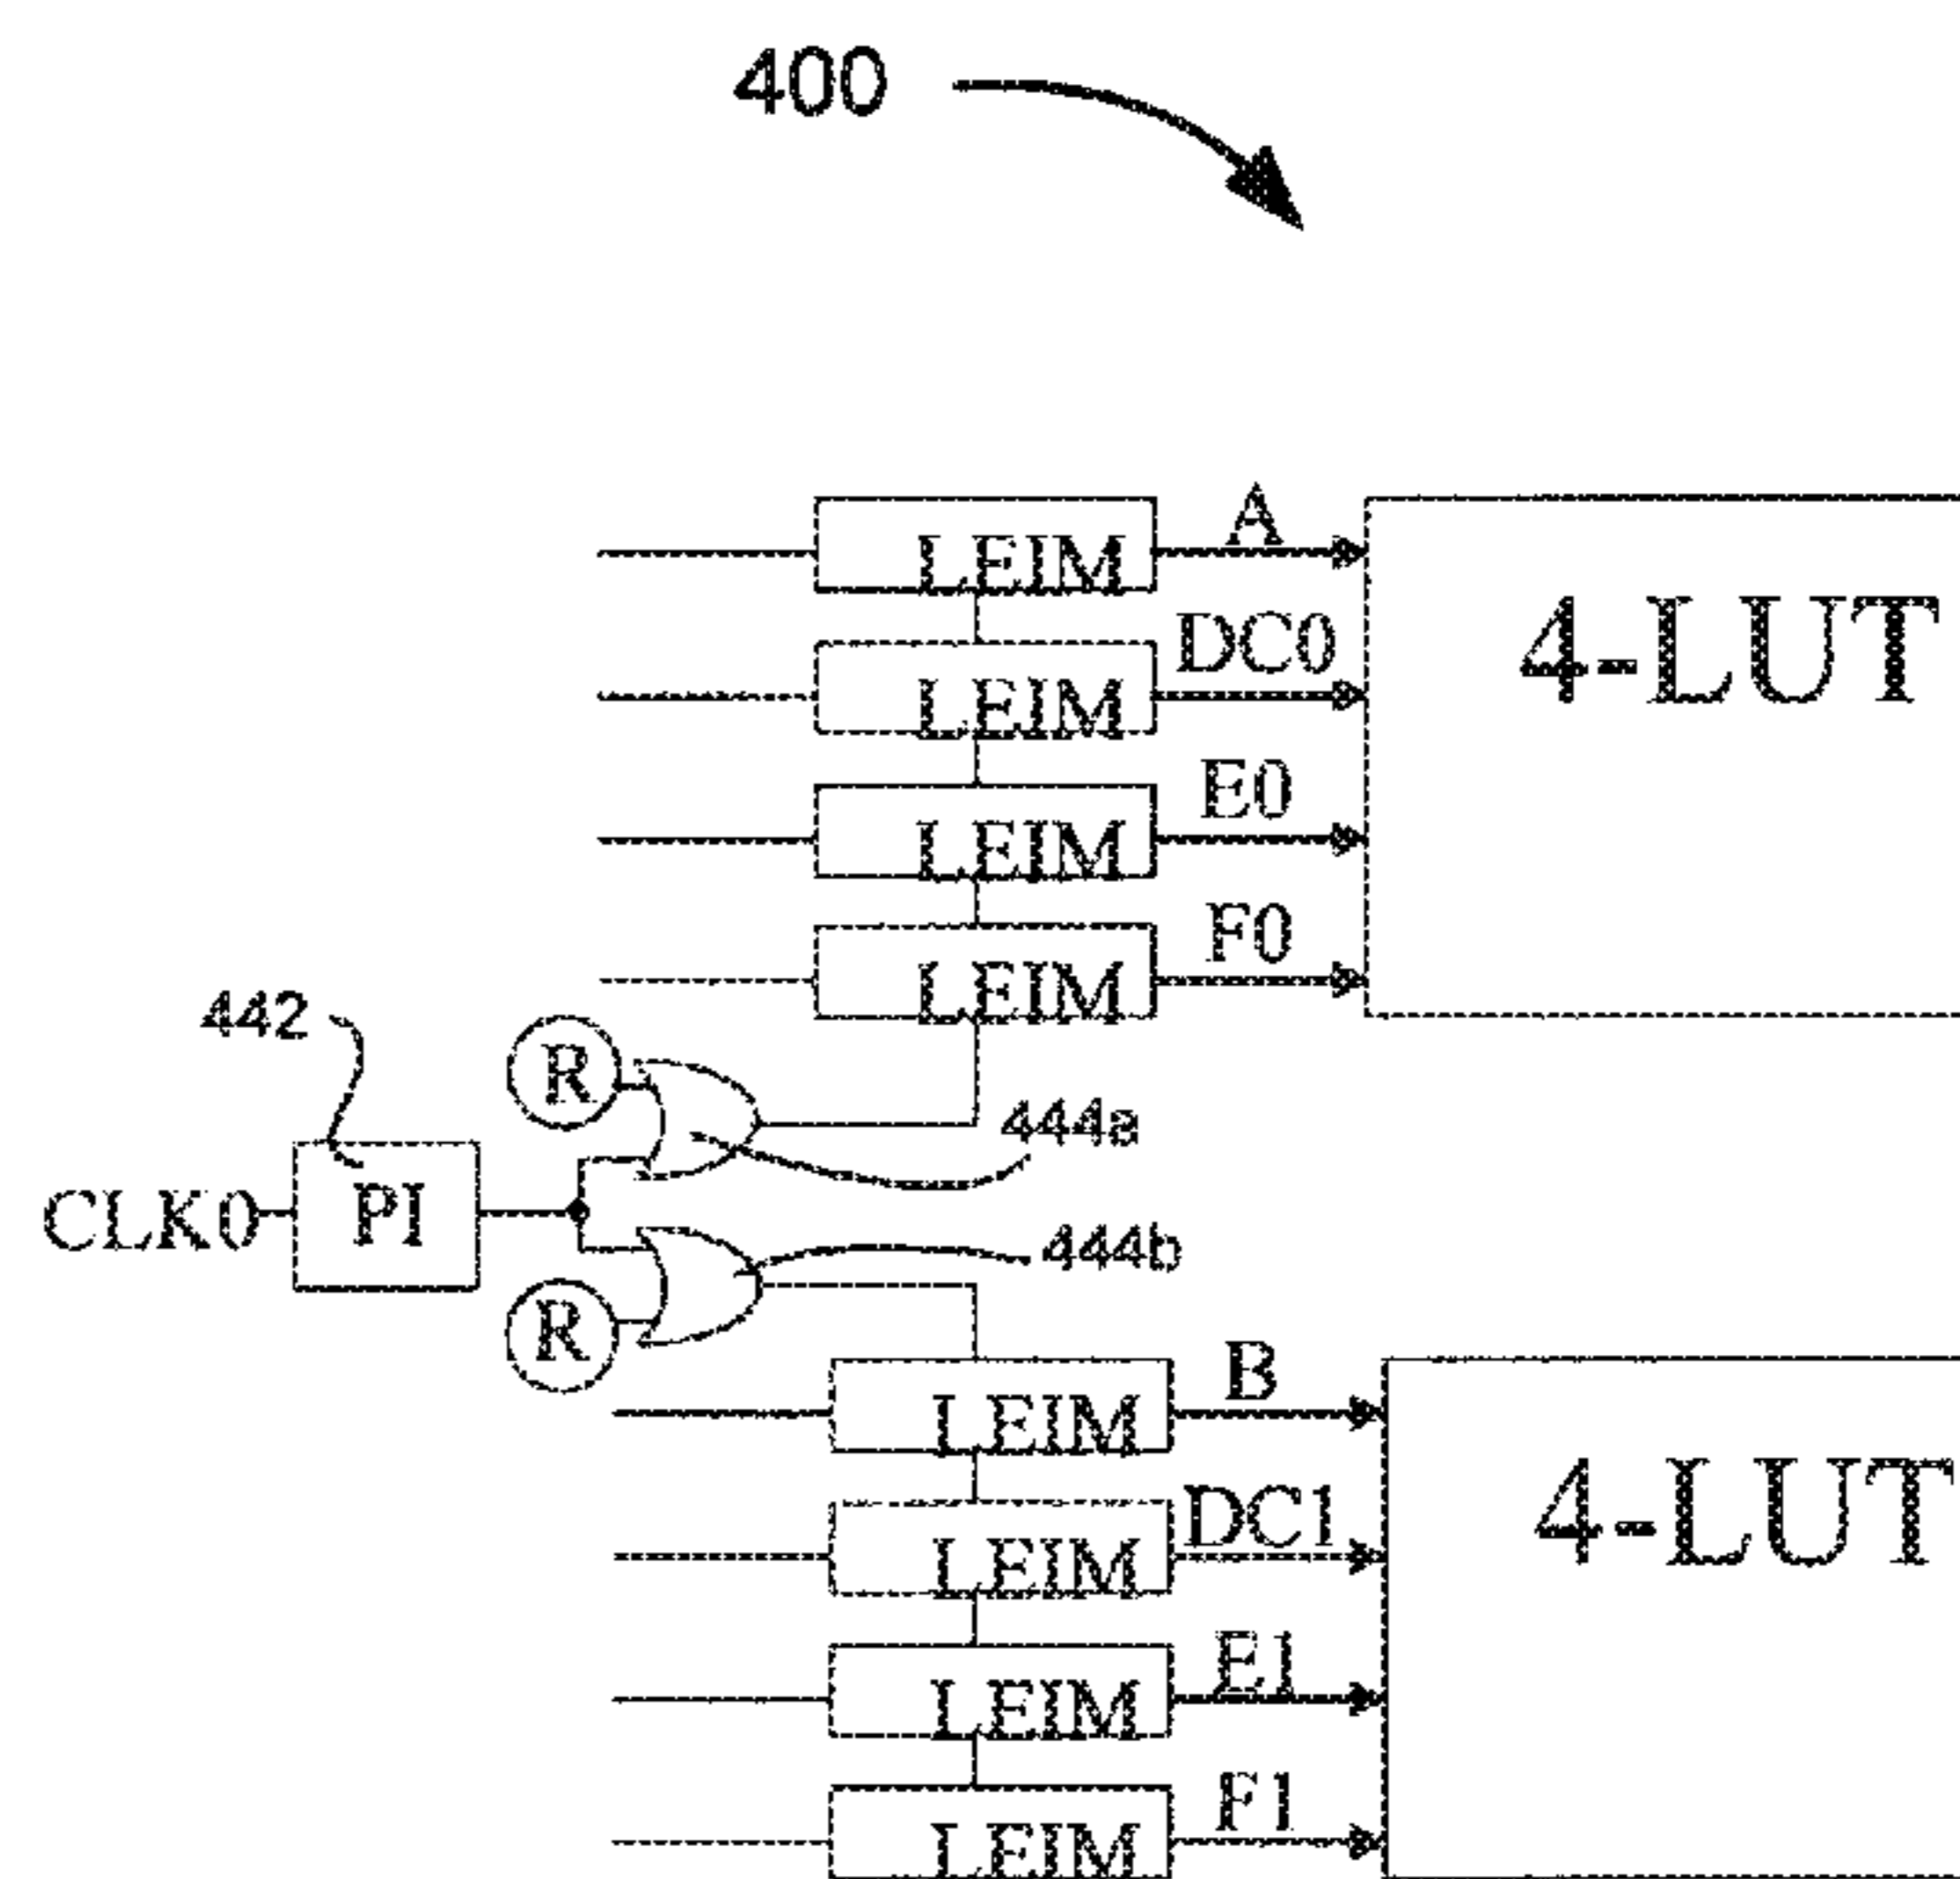 400
LEIM A
4-LUT
LEIM DC0
LEIM E0
LEIM F0
442
R
444a
CLK0 PI
444b
R
LEIM B
4-LUT
LEIM DC1
LEIM E1
LEIM F1